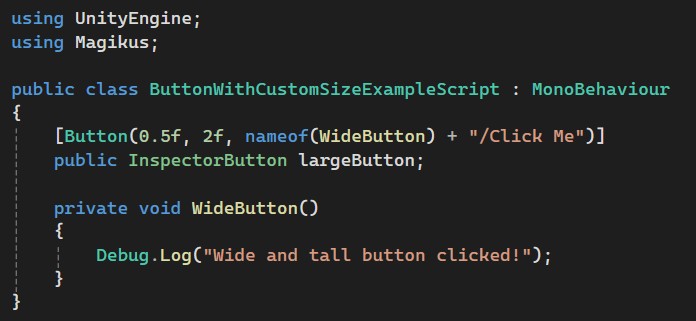 using UnityEngine;
using Magikus;
public class ButtonWithCustomSizeExampleScript : MonoBehaviour
{
[Button(0.5f, 2f, nameof(WideButton) + "/Click Me")]
public InspectorButton largeButton;
private void WideButton()
{
Debug.Log("Wide and tall button clicked!");
}
}